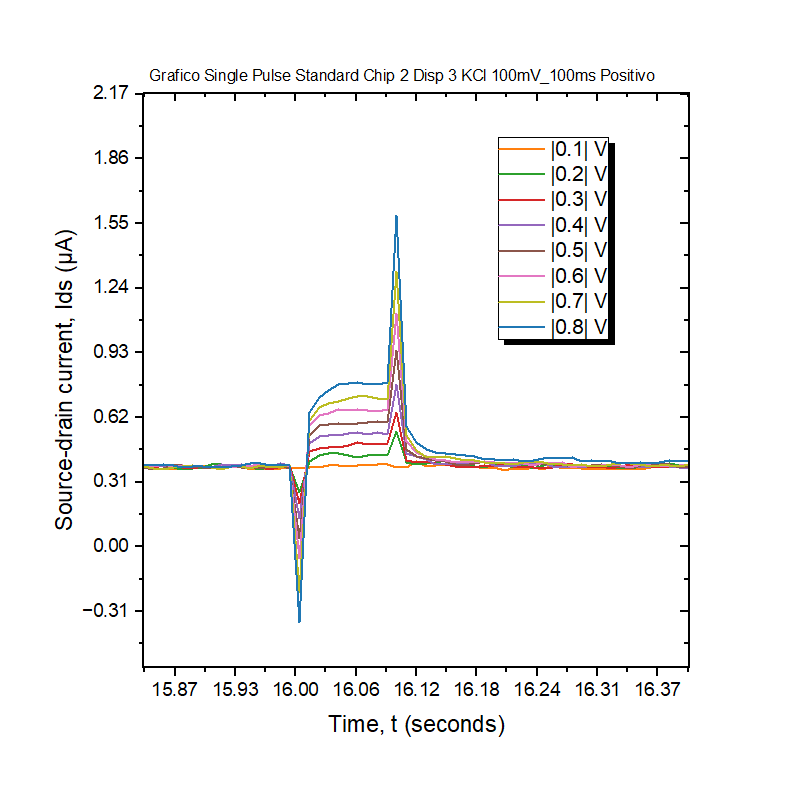 Grafico Single Pulse Standard Chip 2 Disp 3 KCl 100mV_100ms Positivo
2.17
1.86
1.55
1.24
0.93
0.62
0.31
0.00
−0.31
Source-drain current, Ids (µA)
|0.1| V
|0.2| V
|0.3| V
|0.4| V
|0.5| V
|0.6| V
|0.7| V
|0.8| V
15.87 15.93 16.00 16.06 16.12 16.18 16.24 16.31 16.37
Time, t (seconds)